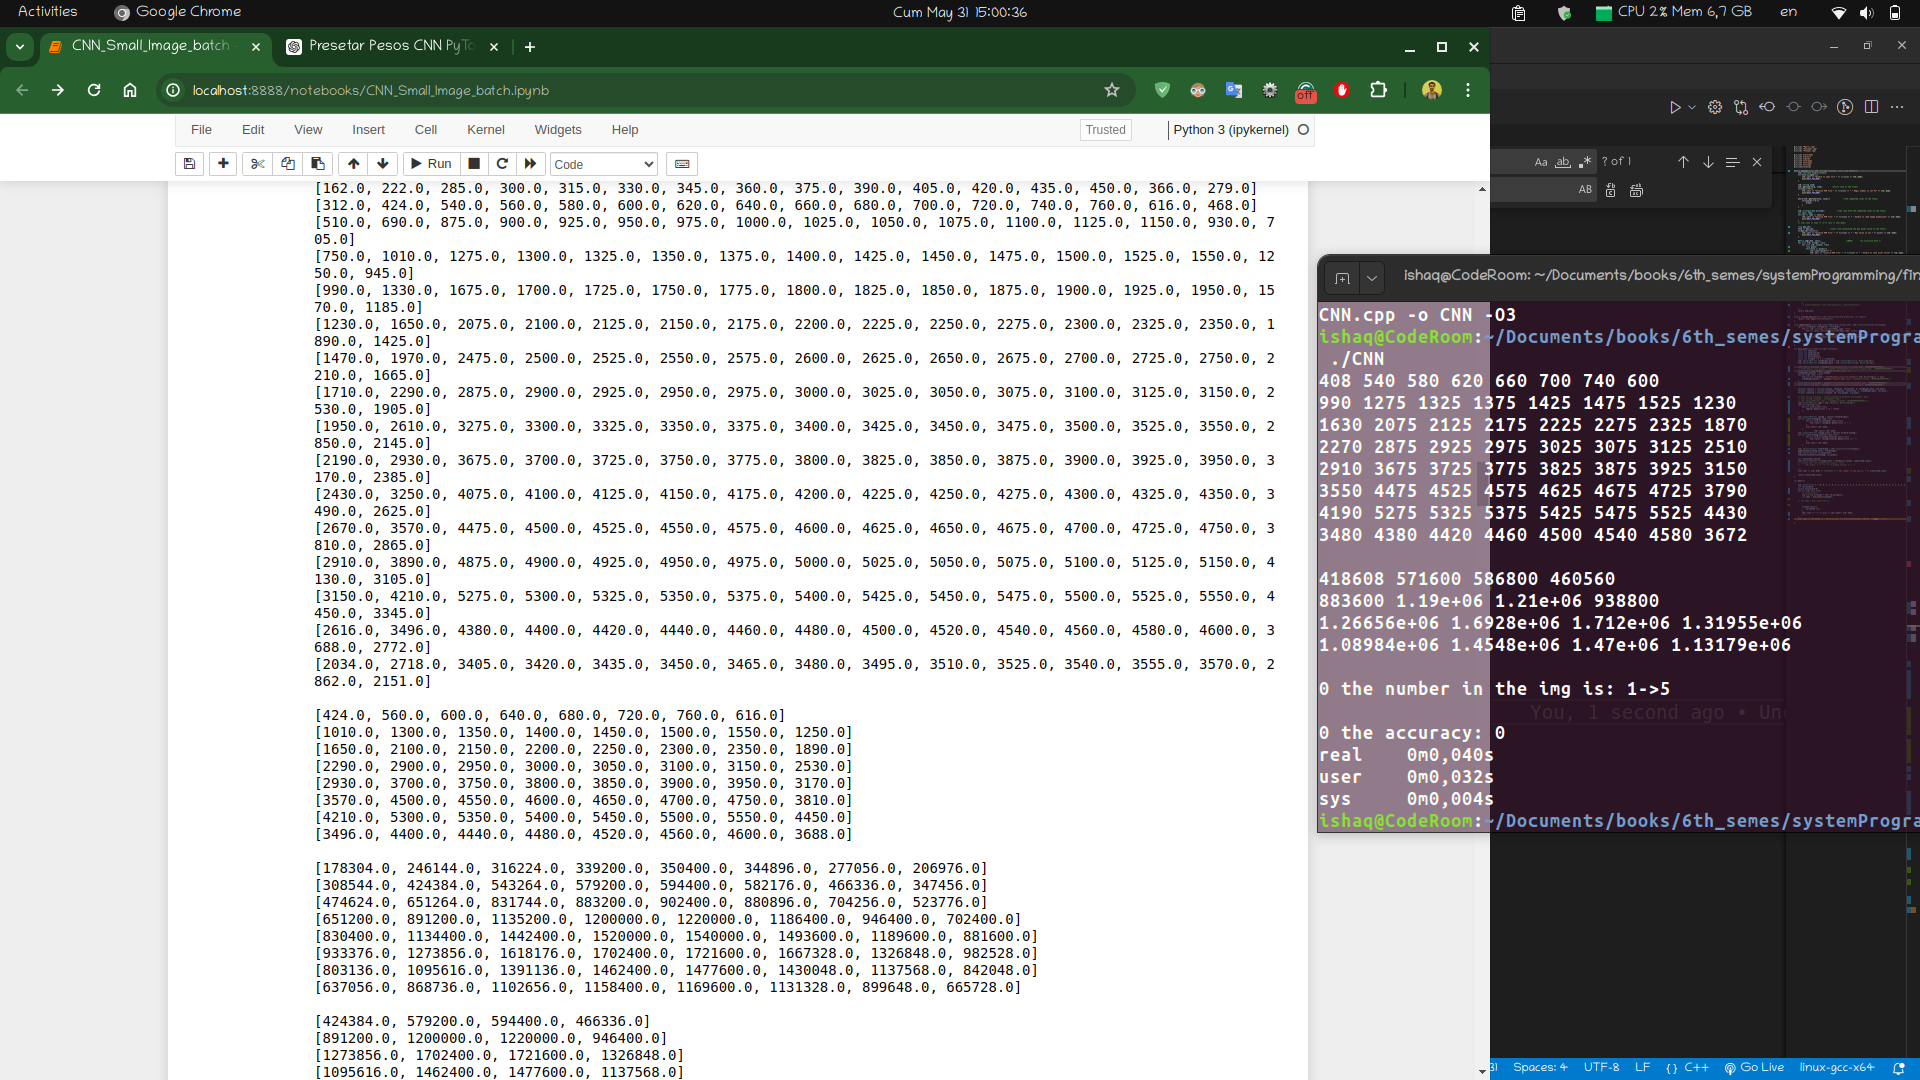 Activities
Google Chrome
Cum May 31 15:00:36
CPU 2% Mem 6,7 GB
en
CNN_Small_Image_batch
Presetar Pesos CNN PyTo
localhost:8888/notebooks/CNN_Small_Image_batch.ipynb
off
File Edit View Insert Cell Kernel Widgets Help
Trusted
Python 3 (ipykernel)
Run
Code
[162.0, 222.0, 285.0, 300.0, 315.0, 330.0, 345.0, 360.0, 375.0, 390.0, 405.0, 420.0, 435.0, 450.0, 366.0, 279.0]
[312.0, 424.0, 540.0, 560.0, 580.0, 600.0, 620.0, 640.0, 660.0, 680.0, 700.0, 720.0, 740.0, 760.0, 616.0, 468.0]
[510.0, 690.0, 875.0, 900.0, 925.0, 950.0, 975.0, 1000.0, 1025.0, 1050.0, 1075.0, 1100.0, 1125.0, 1150.0, 930.0, 7
05.0]
[750.0, 1010.0, 1275.0, 1300.0, 1325.0, 1350.0, 1375.0, 1400.0, 1425.0, 1450.0, 1475.0, 1500.0, 1525.0, 1550.0, 12
50.0, 945.0]
[990.0, 1330.0, 1675.0, 1700.0, 1725.0, 1750.0, 1775.0, 1800.0, 1825.0, 1850.0, 1875.0, 1900.0, 1925.0, 1950.0, 15
70.0, 1185.0]
[1230.0, 1650.0, 2075.0, 2100.0, 2125.0, 2150.0, 2175.0, 2200.0, 2225.0, 2250.0, 2275.0, 2300.0, 2325.0, 2350.0, 1
890.0, 1425.0]
[1470.0, 1970.0, 2475.0, 2500.0, 2525.0, 2550.0, 2575.0, 2600.0, 2625.0, 2650.0, 2675.0, 2700.0, 2725.0, 2750.0, 2
210.0, 1665.0]
[1710.0, 2290.0, 2875.0, 2900.0, 2925.0, 2950.0, 2975.0, 3000.0, 3025.0, 3050.0, 3075.0, 3100.0, 3125.0, 3150.0, 2
530.0, 1905.0]
[1950.0, 2610.0, 3275.0, 3300.0, 3325.0, 3350.0, 3375.0, 3400.0, 3425.0, 3450.0, 3475.0, 3500.0, 3525.0, 3550.0, 2
850.0, 2145.0]
[2190.0, 2930.0, 3675.0, 3700.0, 3725.0, 3750.0, 3775.0, 3800.0, 3825.0, 3850.0, 3875.0, 3900.0, 3925.0, 3950.0, 3
170.0, 2385.0]
[2430.0, 3250.0, 4075.0, 4100.0, 4125.0, 4150.0, 4175.0, 4200.0, 4225.0, 4250.0, 4275.0, 4300.0, 4325.0, 4350.0, 3
490.0, 2625.0]
[2670.0, 3570.0, 4475.0, 4500.0, 4525.0, 4550.0, 4575.0, 4600.0, 4625.0, 4650.0, 4675.0, 4700.0, 4725.0, 4750.0, 3
810.0, 2865.0]
[2910.0, 3890.0, 4875.0, 4900.0, 4925.0, 4950.0, 4975.0, 5000.0, 5025.0, 5050.0, 5075.0, 5100.0, 5125.0, 5150.0, 4
130.0, 3105.0]
[3150.0, 4210.0, 5275.0, 5300.0, 5325.0, 5350.0, 5375.0, 5400.0, 5425.0, 5450.0, 5475.0, 5500.0, 5525.0, 5550.0, 4
450.0, 3345.0]
[2616.0, 3496.0, 4380.0, 4400.0, 4420.0, 4440.0, 4460.0, 4480.0, 4500.0, 4520.0, 4540.0, 4560.0, 4580.0, 4600.0, 3
688.0, 2772.0]
[2034.0, 2718.0, 3405.0, 3420.0, 3435.0, 3450.0, 3465.0, 3480.0, 3495.0, 3510.0, 3525.0, 3540.0, 3555.0, 3570.0, 2
862.0, 2151.0]
[424.0, 560.0, 600.0, 640.0, 680.0, 720.0, 760.0, 616.0]
[1010.0, 1300.0, 1350.0, 1400.0, 1450.0, 1500.0, 1550.0, 1250.0]
[1650.0, 2100.0, 2150.0, 2200.0, 2250.0, 2300.0, 2350.0, 1890.0]
[2290.0, 2900.0, 2950.0, 3000.0, 3050.0, 3100.0, 3150.0, 2530.0]
[2930.0, 3700.0, 3750.0, 3800.0, 3850.0, 3900.0, 3950.0, 3170.0]
[3570.0, 4500.0, 4550.0, 4600.0, 4650.0, 4700.0, 4750.0, 3810.0]
[4210.0, 5300.0, 5350.0, 5400.0, 5450.0, 5500.0, 5550.0, 4450.0]
[3496.0, 4400.0, 4440.0, 4480.0, 4520.0, 4560.0, 4600.0, 3688.0]
[178304.0, 246144.0, 316224.0, 339200.0, 350400.0, 344896.0, 277056.0, 206976.0]
[308544.0, 424384.0, 543264.0, 579200.0, 594400.0, 582176.0, 466336.0, 347456.0]
[474624.0, 651264.0, 831744.0, 883200.0, 902400.0, 880896.0, 704256.0, 523776.0]
[651200.0, 891200.0, 1135200.0, 1200000.0, 1220000.0, 1186400.0, 946400.0, 702400.0]
[830400.0, 1134400.0, 1442400.0, 1520000.0, 1540000.0, 1493600.0, 1189600.0, 881600.0]
[933376.0, 1273856.0, 1618176.0, 1702400.0, 1721600.0, 1667328.0, 1326848.0, 982528.0]
[803136.0, 1095616.0, 1391136.0, 1462400.0, 1477600.0, 1430048.0, 1137568.0, 842048.0]
[637056.0, 868736.0, 1102656.0, 1158400.0, 1169600.0, 1131328.0, 899648.0, 665728.0]
[424384.0, 579200.0, 594400.0, 466336.0]
[891200.0, 1200000.0, 1220000.0, 946400.0]
[1273856.0, 1702400.0, 1721600.0, 1326848.0]
[1095616.0, 1462400.0, 1477600.0, 1137568.0]
Aa ab .* ? of 1
AB
ishaq@CodeRoom: ~/Documents/books/6th_semes/systemProgramming/fin
CNN.cpp -o CNN -O3
ishaq@CodeRoom:~/Documents/books/6th_semes/systemProgra
./CNN
408 540 580 620 660 700 740 600
990 1275 1325 1375 1425 1475 1525 1230
1630 2075 2125 2175 2225 2275 2325 1870
2270 2875 2925 2975 3025 3075 3125 2510
2910 3675 3725 3775 3825 3875 3925 3150
3550 4475 4525 4575 4625 4675 4725 3790
4190 5275 5325 5375 5425 5475 5525 4430
3480 4380 4420 4460 4500 4540 4580 3672
418608 571600 586800 460560
883600 1.19e+06 1.21e+06 938800
1.26656e+06 1.6928e+06 1.712e+06 1.31955e+06
1.08984e+06 1.4548e+06 1.47e+06 1.13179e+06
0 the number in the img is: 1->5
You, 1 second ago • Unc
0 the accuracy: 0
real 0m0,040s
user 0m0,032s
sys 0m0,004s
ishaq@CodeRoom:~/Documents/books/6th_semes/systemProgra
Spaces: 4 UTF-8 LF {} C++ Go Live linux-gcc-x64